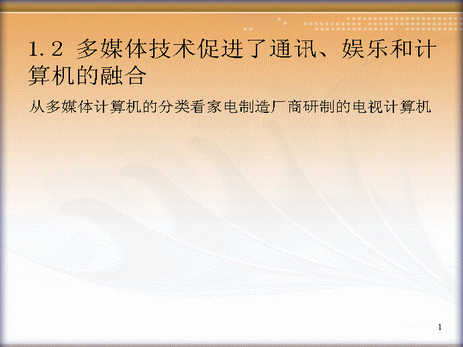 1.2 多媒体技术促进了通讯、娱乐和计
算机的融合
从多媒体计算机的分类看家电制造厂商研制的电视计算机
1